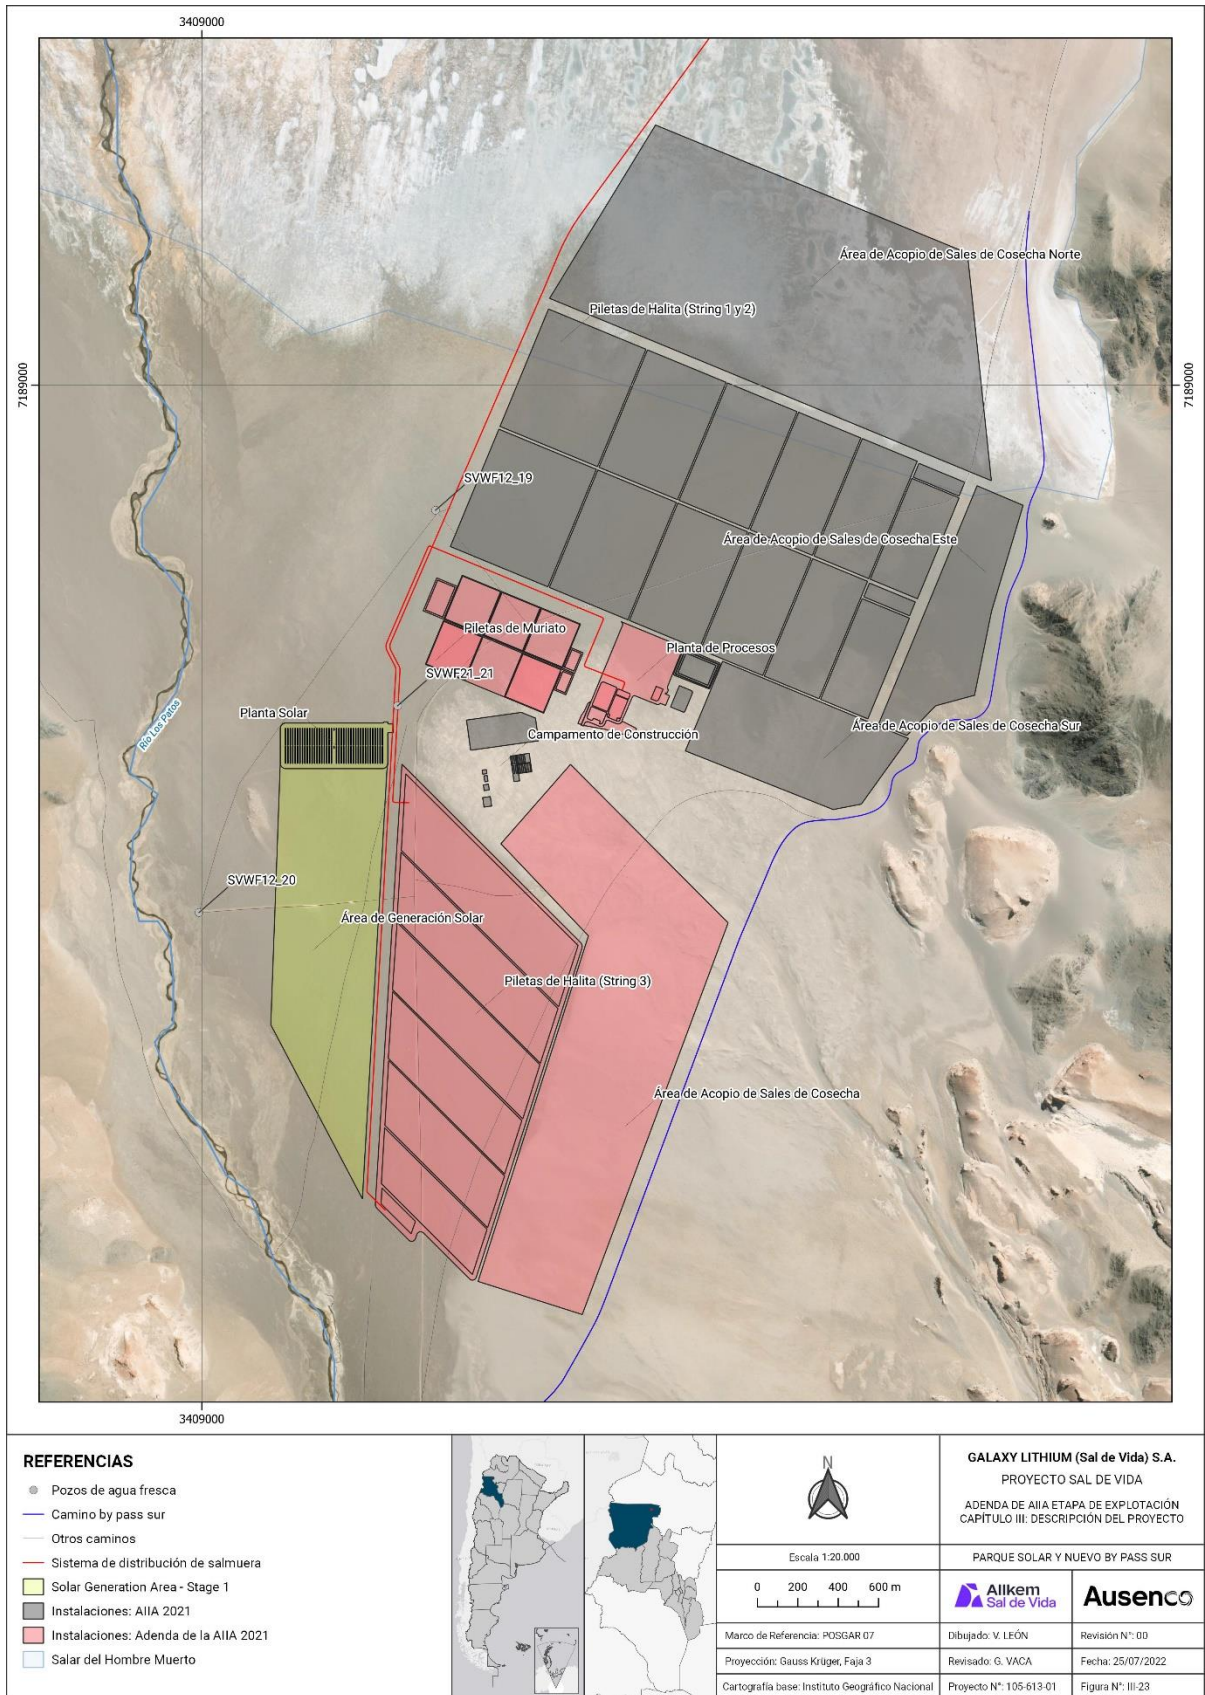 3409000
7189000
7189000
Área de Acopio de Sales de Cosecha Norte
Piletas de Halita (String 1 y 2)
SVWF12_19
Área de Acopio de Sales de Cosecha Este
Piletas de Muriato
Planta de Procesos
SVWF21_21
Planta Solar
Río Los Patos
Campamento de Construcción
Área de Acopio de Sales de Cosecha Sur
SVWF12_20
Área de Generación Solar
Piletas de Halita (String 3)
Área de Acopio de Sales de Cosecha
3409000
REFERENCIAS
Pozos de agua fresca
Camino by pass sur
Otros caminos
Sistema de distribución de salmuera
Solar Generation Area - Stage 1
Instalaciones: AIIA 2021
Instalaciones: Adenda de la AIIA 2021
Salar del Hombre Muerto
N
Escala 1:20.000
0 200 400 600 m
Marco de Referencia: POSGAR 07
Proyección: Gauss Krüger, Faja 3
Cartografía base: Instituto Geográfico Nacional
GALAXY LITHIUM (Sal de Vida) S.A.
PROYECTO SAL DE VIDA
ADENDA DE AIIA ETAPA DE EXPLOTACIÓN
CAPÍTULO III: DESCRIPCIÓN DEL PROYECTO
PARQUE SOLAR Y NUEVO BY PASS SUR
Allkem
Sal de Vida
Ausenco
Dibujado: V. LEÓN
Revisión N°: 00
Revisado: G. VACA
Fecha: 25/07/2022
Proyecto N°: 105-613-01
Figura N°: III-23